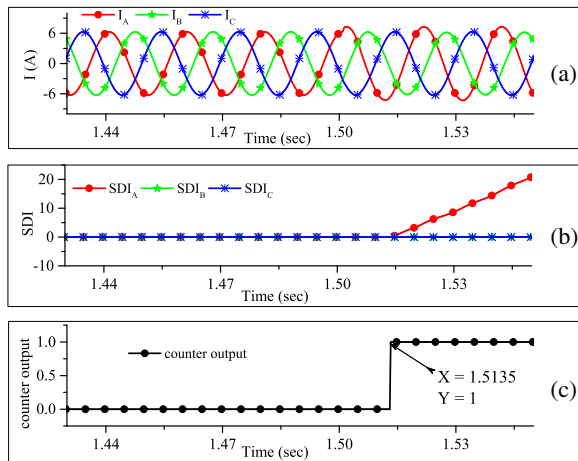 I_A I_B I_C
I (A)
6
0
-6
1.44 1.47 1.50 1.53
Time (sec)
(a)
SDI_A SDI_B SDI_C
SDI
20
10
0
-10
1.44 1.47 1.50 1.53
Time (sec)
(b)
counter output
counter output
1.0
0.5
0.0
X = 1.5135
Y = 1
1.44 1.47 1.50 1.53
Time (sec)
(c)